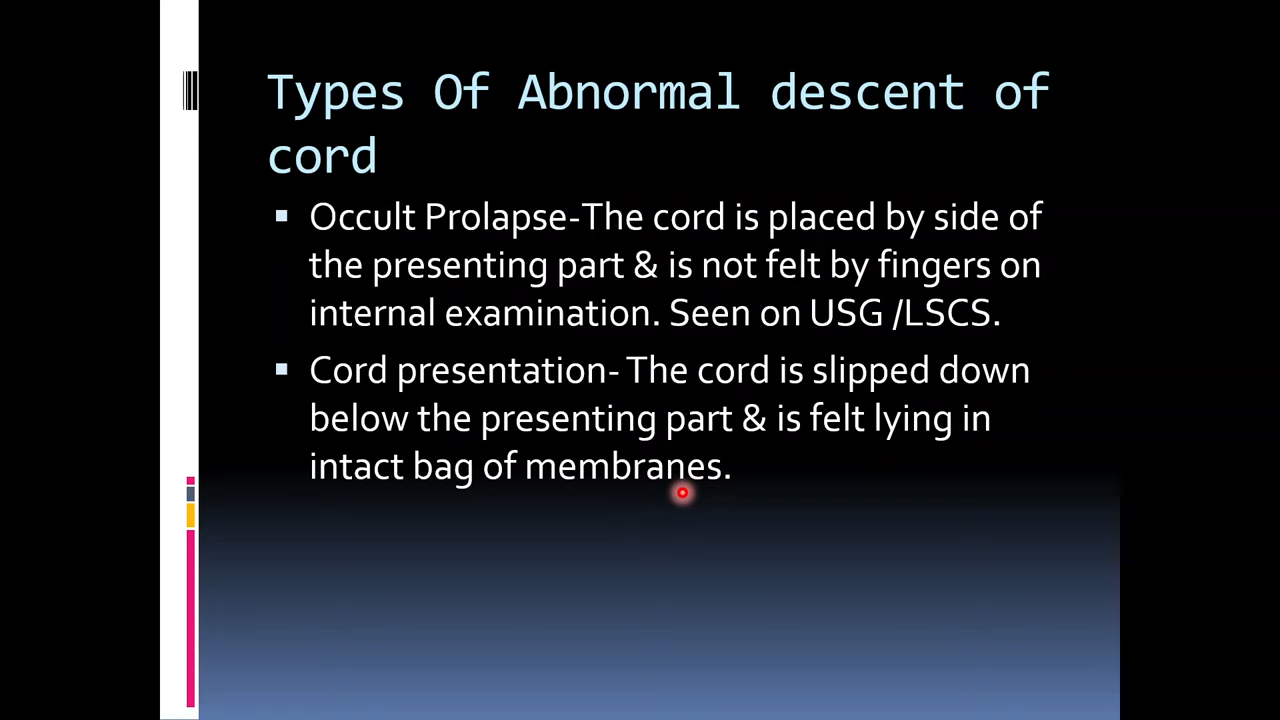 Types Of Abnormal descent of
cord
▪ Occult Prolapse-The cord is placed by side of
the presenting part & is not felt by fingers on
internal examination. Seen on USG /LSCS.
▪ Cord presentation- The cord is slipped down
below the presenting part & is felt lying in
intact bag of membranes.